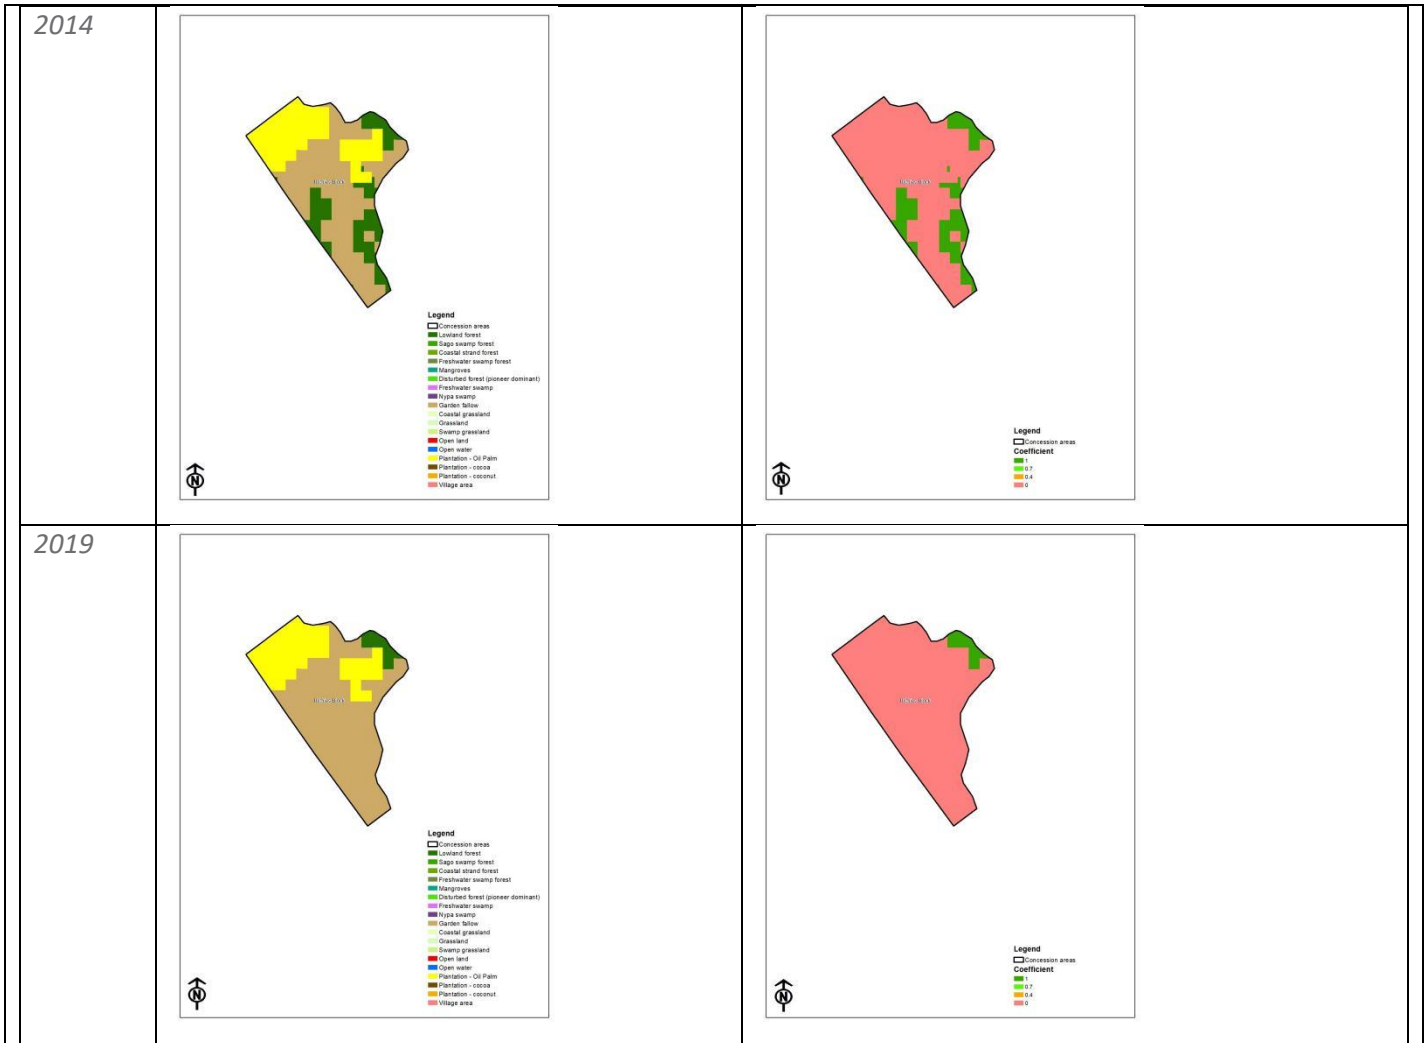 2014
Legend
Concession areas
Lowland forest
Sago swamp forest
Coastal strand forest
Freshwater swamp forest
Mangroves
Disturbed forest (pioneer dominant)
Freshwater swamp
Nypa swamp
Garden fallow
Coastal grassland
Grassland
Swamp grassland
Open land
Open water
Plantation - Oil Palm
Plantation - cocoa
Plantation - coconut
Village area
N
Legend
Concession areas
Coefficient
1
0.7
0.4
0
N
2019
Legend
Concession areas
Lowland forest
Sago swamp forest
Coastal strand forest
Freshwater swamp forest
Mangroves
Disturbed forest (pioneer dominant)
Freshwater swamp
Nypa swamp
Garden fallow
Coastal grassland
Grassland
Swamp grassland
Open land
Open water
Plantation - Oil Palm
Plantation - cocoa
Plantation - coconut
Village area
N
Legend
Concession areas
Coefficient
1
0.7
0.4
0
N